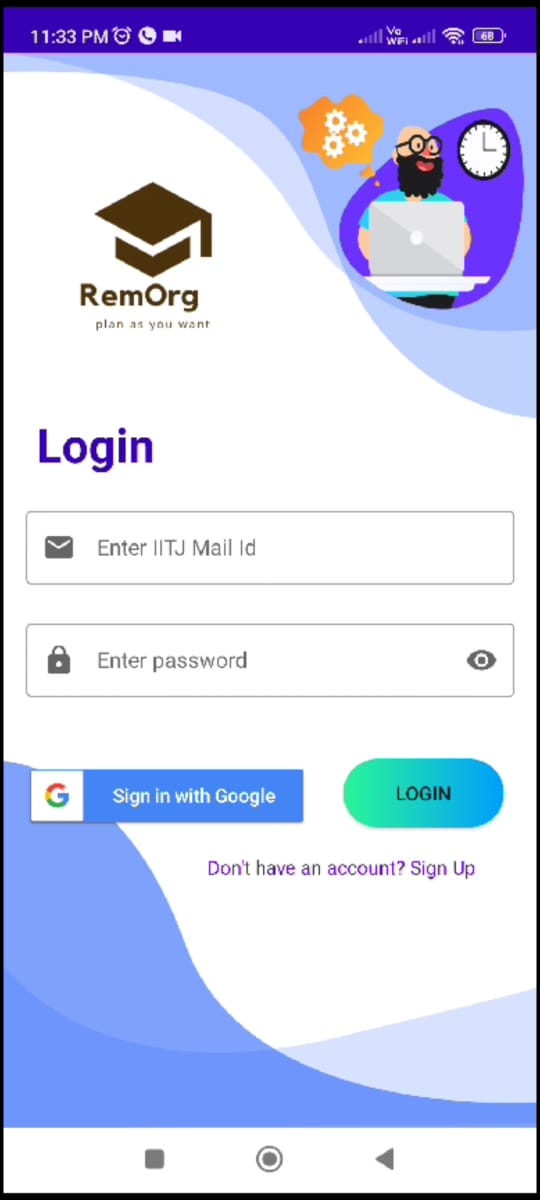 11:33 PM
Vo
WiFi
68
RemOrg
plan as you want
Login
Enter IITJ Mail Id
Enter password
G Sign in with Google
LOGIN
Don't have an account? Sign Up